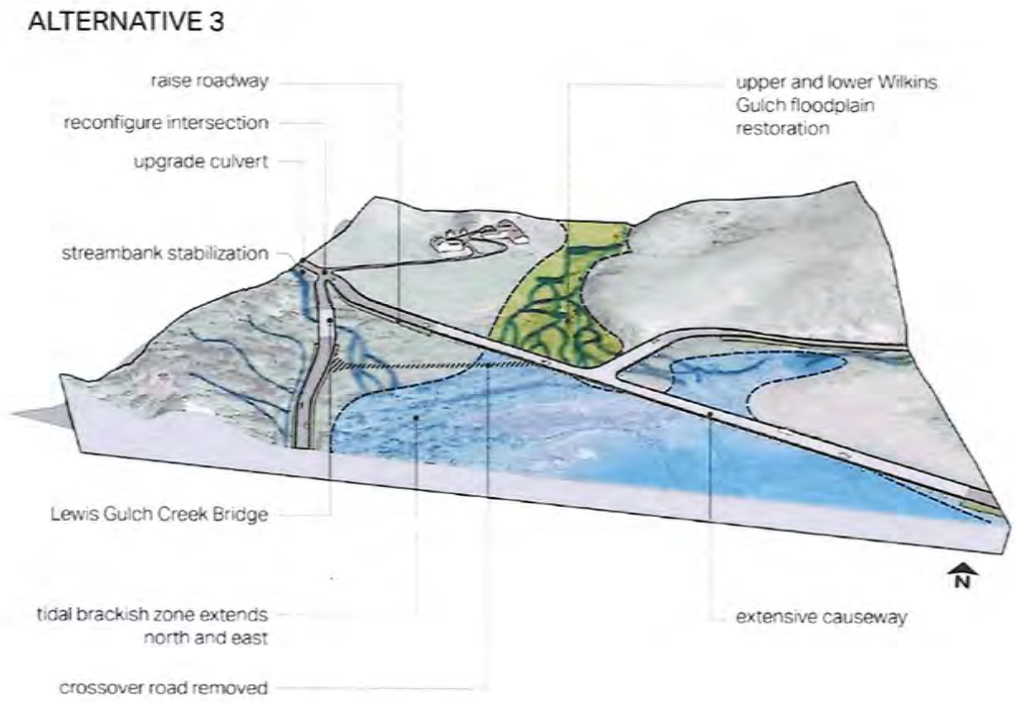 ALTERNATIVE 3
raise roadway
reconfigure intersection
upgrade culvert
streambank stabilization
upper and lower Wilkins
Gulch floodplain
restoration
Lewis Gulch Creek Bridge
N
tidal brackish zone extends
north and east
extensive causeway
crossover road removed